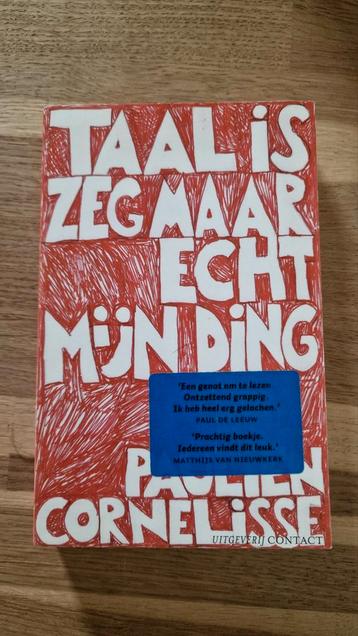 TAAL iS
ZEG MAAR
ECHT
MijN DiNG
'Een genot om te lezen.
Ontzettend grappig.
Ik heb heel erg gelachen.'
PAUL DE LEEUW
'Prachtig boekje.
Iedereen vindt dit leuk.'
MATTHIJS VAN NIEUWKERK
PAULIEN
CORNELiSSE
UITGEVERIJ CONTACT